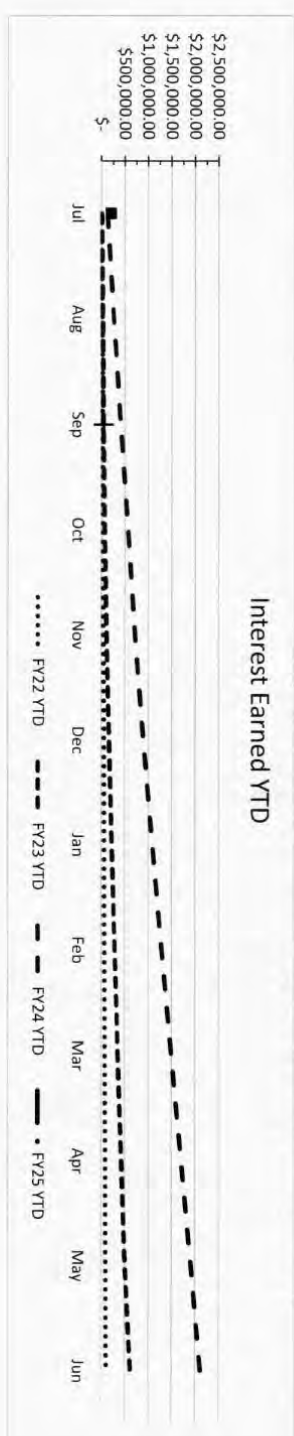 Interest Earned YTD
$2,500,000.00
$2,000,000.00
$1,500,000.00
$1,000,000.00
$500,000.00
$-
Jul Aug Sep Oct Nov Dec Jan Feb Mar Apr May Jun
FY22 YTD FY23 YTD FY24 YTD FY25 YTD